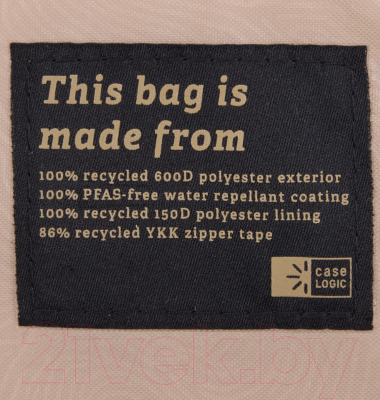 This bag is
made from
100% recycled 600D polyester exterior
100% PFAS-free water repellant coating
100% recycled 150D polyester lining
86% recycled YKK zipper tape
case
LOGIC
21vek.by